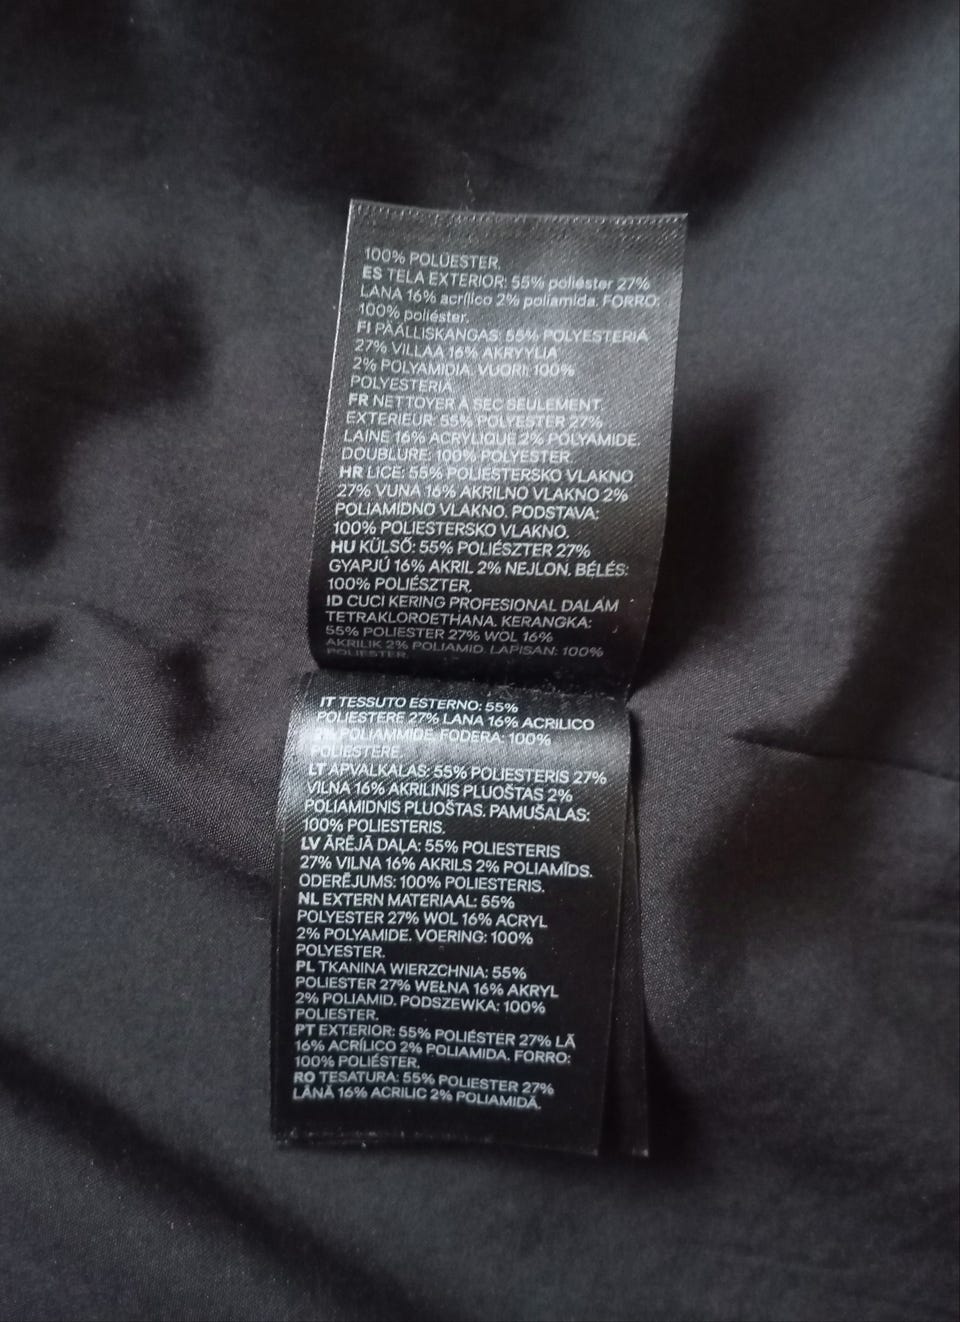 100% POLÜESTER.
ES TELA EXTERIOR: 55% poliéster 27%
LANA 16% acrílico 2% poliamida. FORRO:
100% poliéster.
FI PÄÄLLISKANGAS: 55% POLYESTERIÄ
27% VILLAA 16% AKRYYLIA
2% POLYAMIDIA. VUORI: 100%
POLYESTERIÄ.
FR NETTOYER À SEC SEULEMENT.
EXTERIEUR: 55% POLYESTER 27%
LAINE 16% ACRYLIQUE 2% POLYAMIDE.
DOUBLURE: 100% POLYESTER.
HR LICE: 55% POLIESTERSKO VLAKNO
27% VUNA 16% AKRILNO VLAKNO 2%
POLIAMIDNO VLAKNO. PODSTAVA:
100% POLIESTERSKO VLAKNO.
HU KÜLSŐ: 55% POLIÉSZTER 27%
GYAPJÚ 16% AKRIL 2% NEJLON. BÉLÉS:
100% POLIÉSZTER.
ID CUCI KERING PROFESIONAL DALAM
TETRAKLOROETHANA. KERANGKA:
55% POLIESTER 27% WOL 16%
AKRILIK 2% POLIAMID. LAPISAN: 100%
POLIESTER.
IT TESSUTO ESTERNO: 55%
POLIESTERE 27% LANA 16% ACRILICO
2% POLIAMMIDE. FODERA: 100%
POLIESTERE.
LT APVALKALAS: 55% POLIESTERIS 27%
VILNA 16% AKRILINIS PLUOŠTAS 2%
POLIAMIDNIS PLUOŠTAS. PAMUŠALAS:
100% POLIESTERIS.
LV ĀRĒJĀ DAĻA: 55% POLIESTERIS
27% VILNA 16% AKRILS 2% POLIAMĪDS.
ODERĒJUMS: 100% POLIESTERIS.
NL EXTERN MATERIAAL: 55%
POLYESTER 27% WOL 16% ACRYL
2% POLYAMIDE. VOERING: 100%
POLYESTER.
PL TKANINA WIERZCHNIA: 55%
POLIESTER 27% WEŁNA 16% AKRYL
2% POLIAMID. PODSZEWKA: 100%
POLIESTER.
PT EXTERIOR: 55% POLIÉSTER 27% LÃ
16% ACRÍLICO 2% POLIAMIDA. FORRO:
100% POLIÉSTER.
RO TESATURA: 55% POLIESTER 27%
LÂNĂ 16% ACRILIC 2% POLIAMIDĂ.